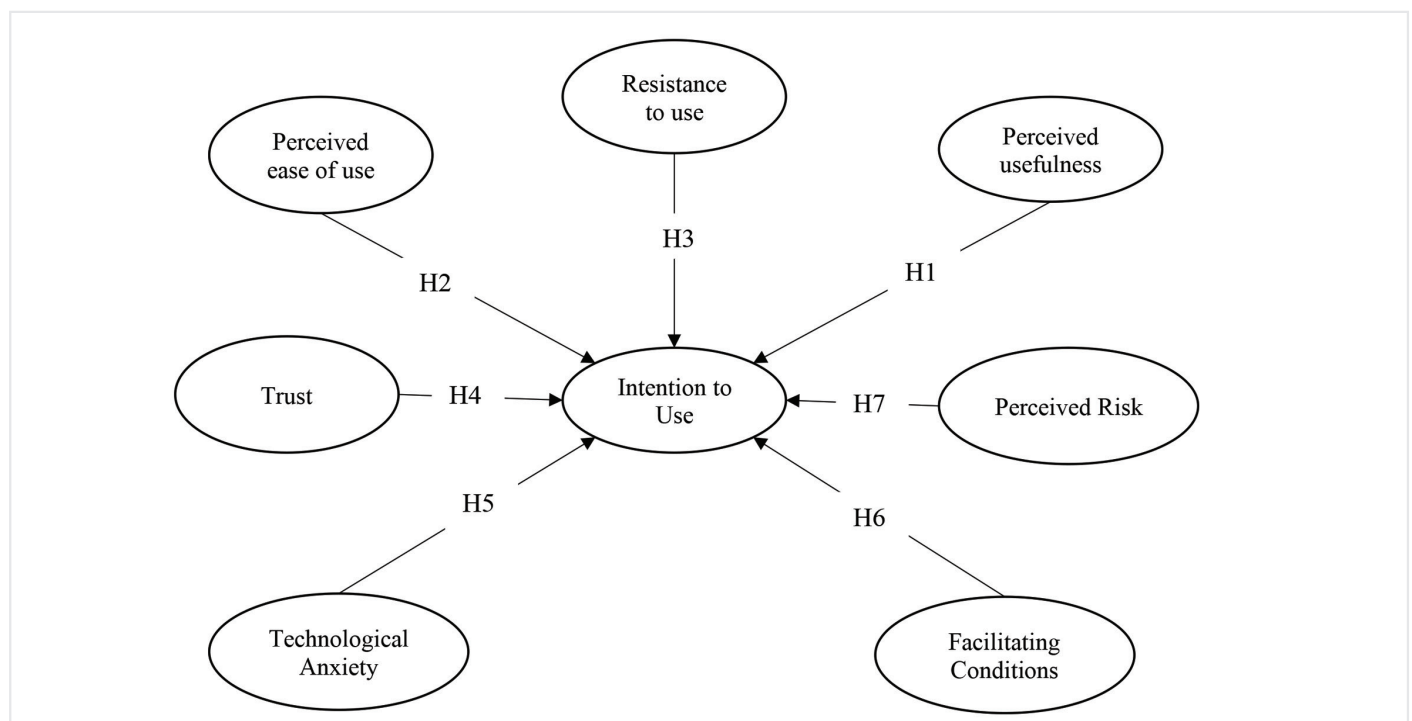 Resistance
to use
Perceived
ease of use
Perceived
usefulness
H3
H2
H1
Trust
H4
Intention to
Use
H7
Perceived Risk
H5
H6
Technological
Anxiety
Facilitating
Conditions